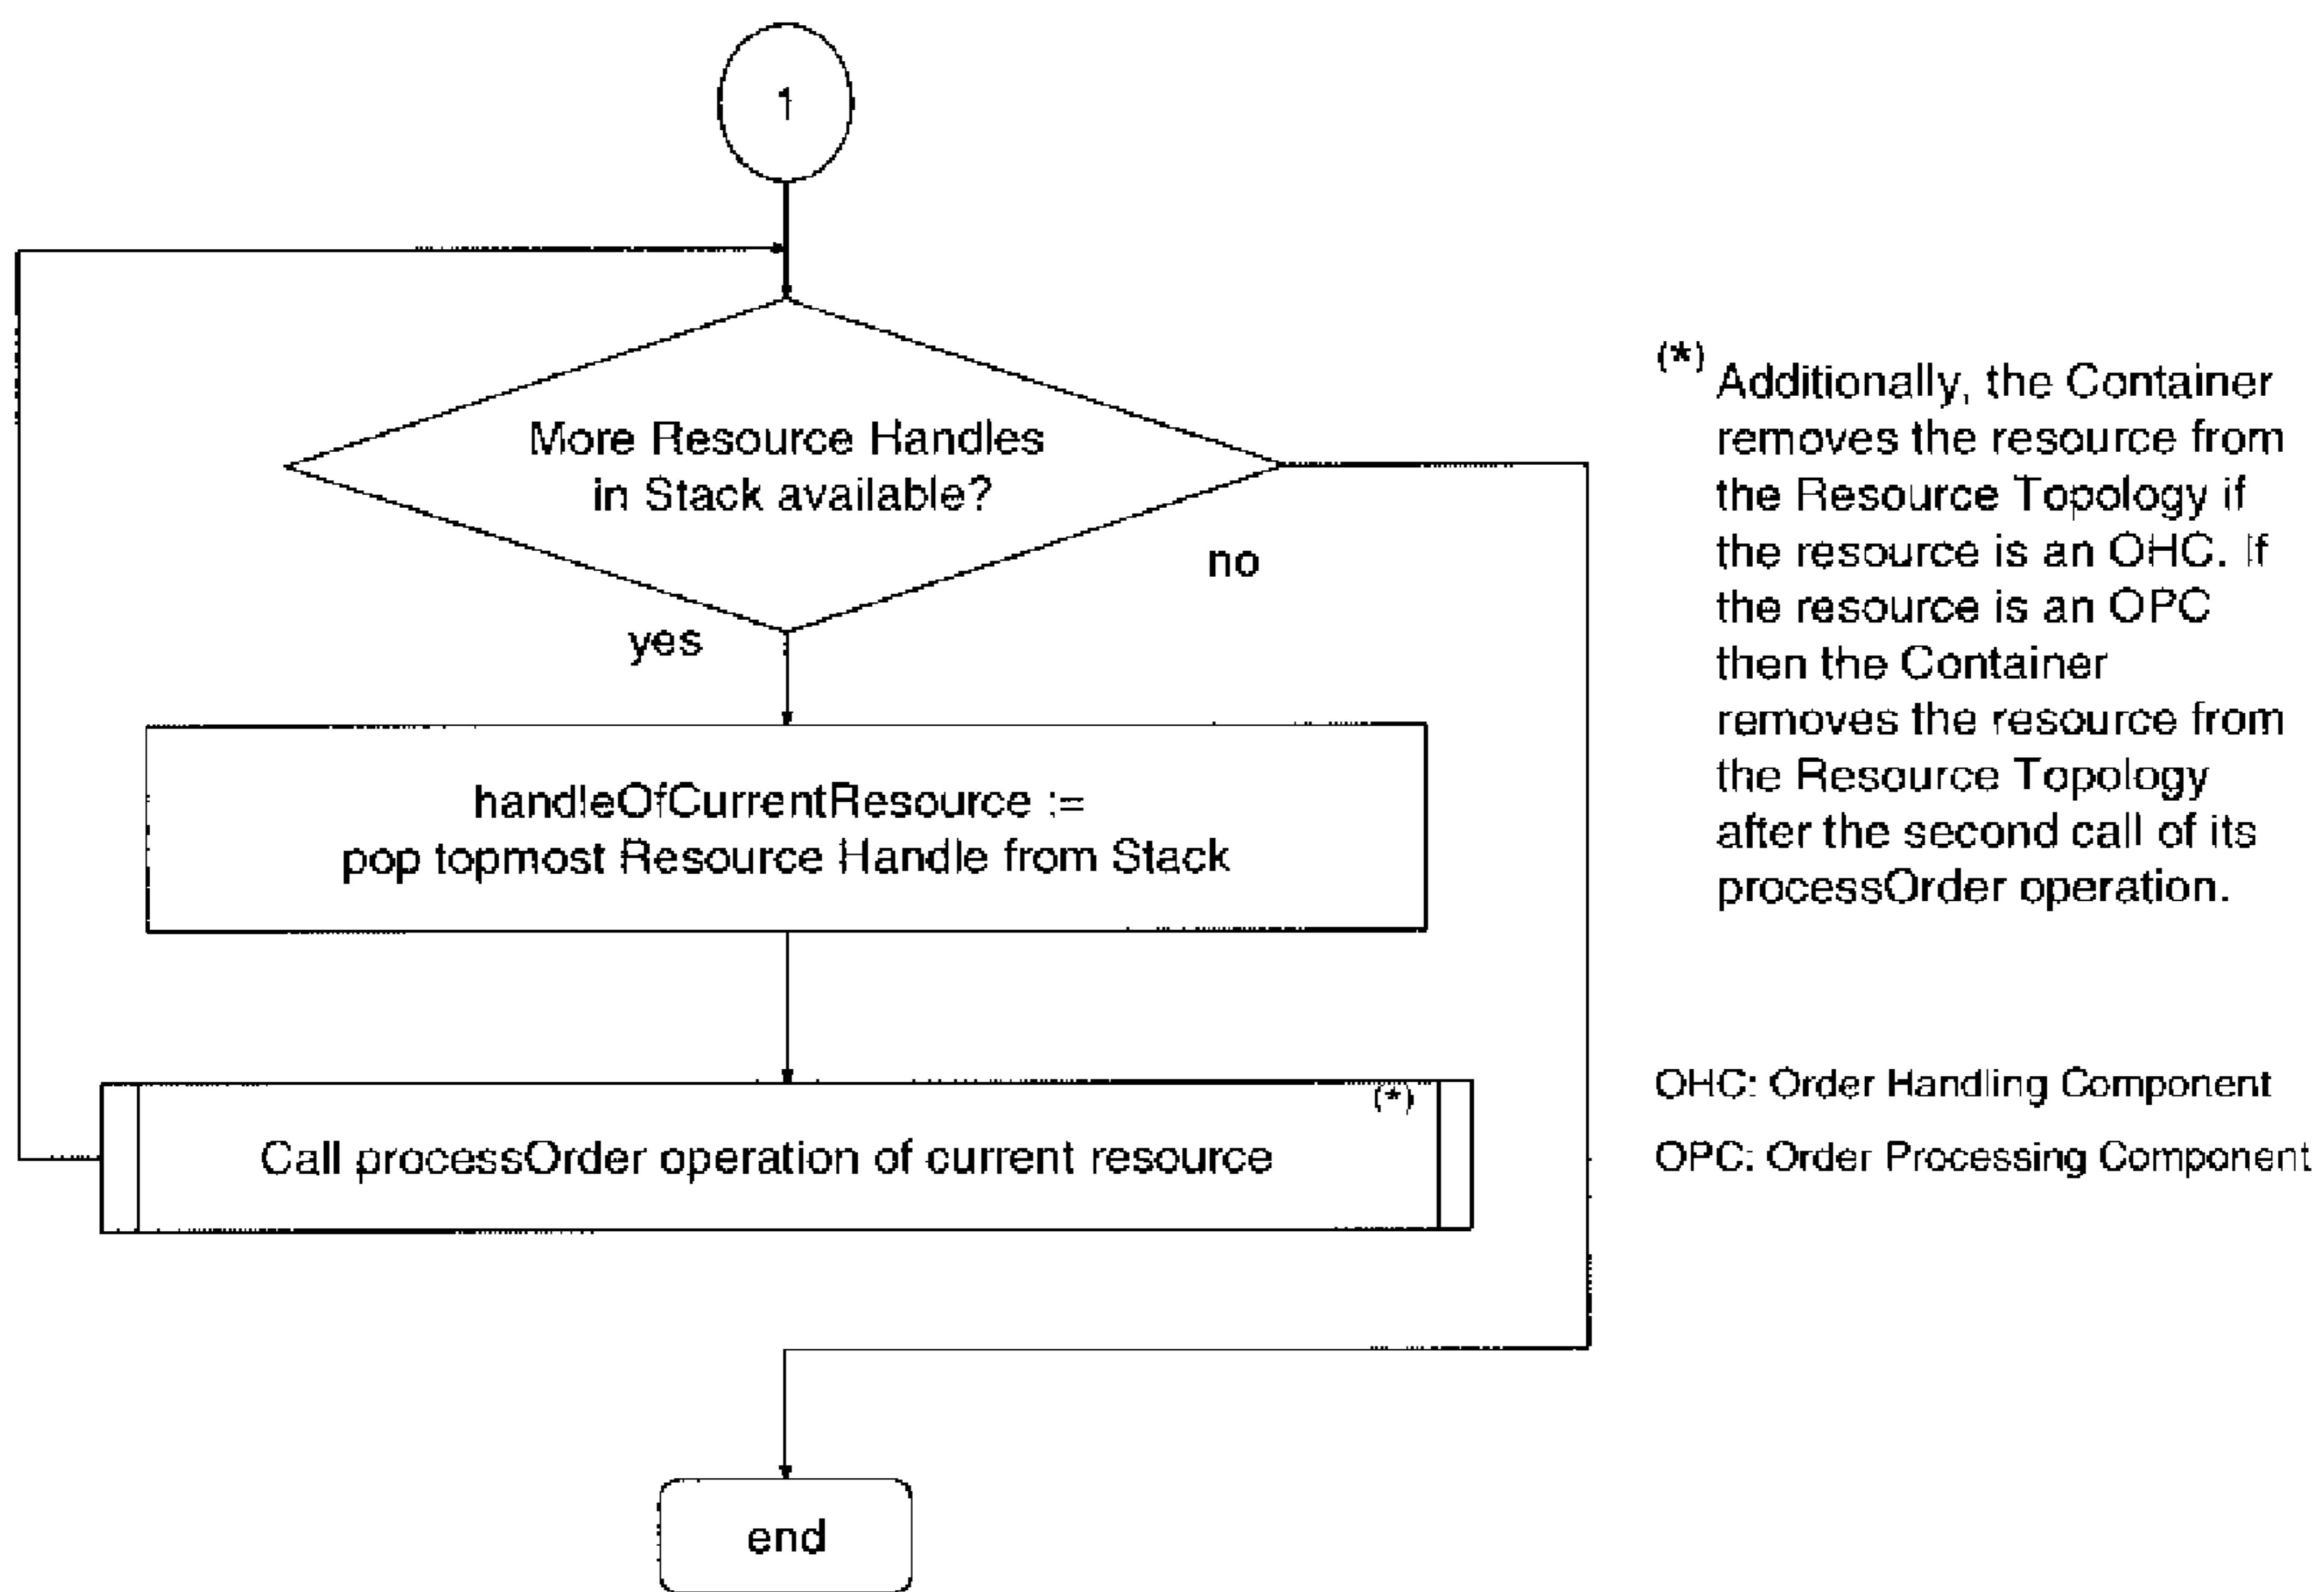 1
More Resource Handles
in Stack available?
no
yes
handleOfCurrentResource :=
pop topmost Resource Handle from Stack
(*)
Call processOrder operation of current resource
end
(*) Additionally, the Container
removes the resource from
the Resource Topology if
the resource is an OHC. If
the resource is an OPC
then the Container
removes the resource from
the Resource Topology
after the second call of its
processOrder operation.
OHC: Order Handling Component
OPC: Order Processing Component